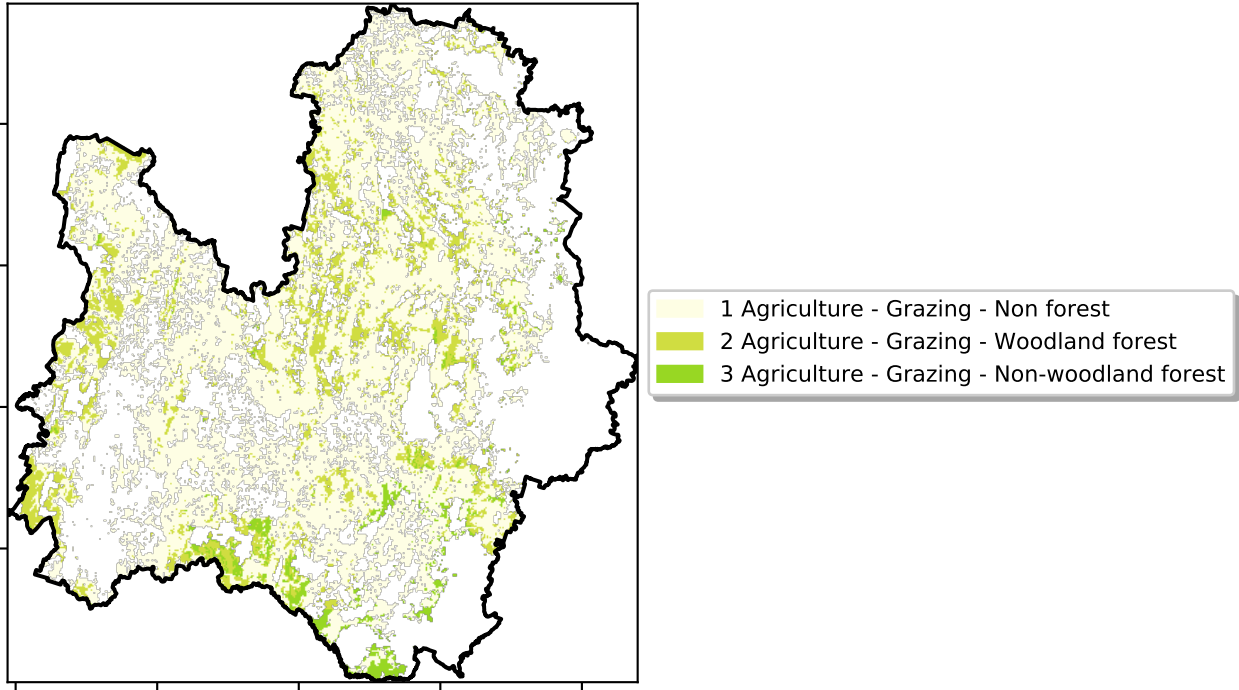 1 Agriculture - Grazing - Non forest
2 Agriculture - Grazing - Woodland forest
3 Agriculture - Grazing - Non-woodland forest